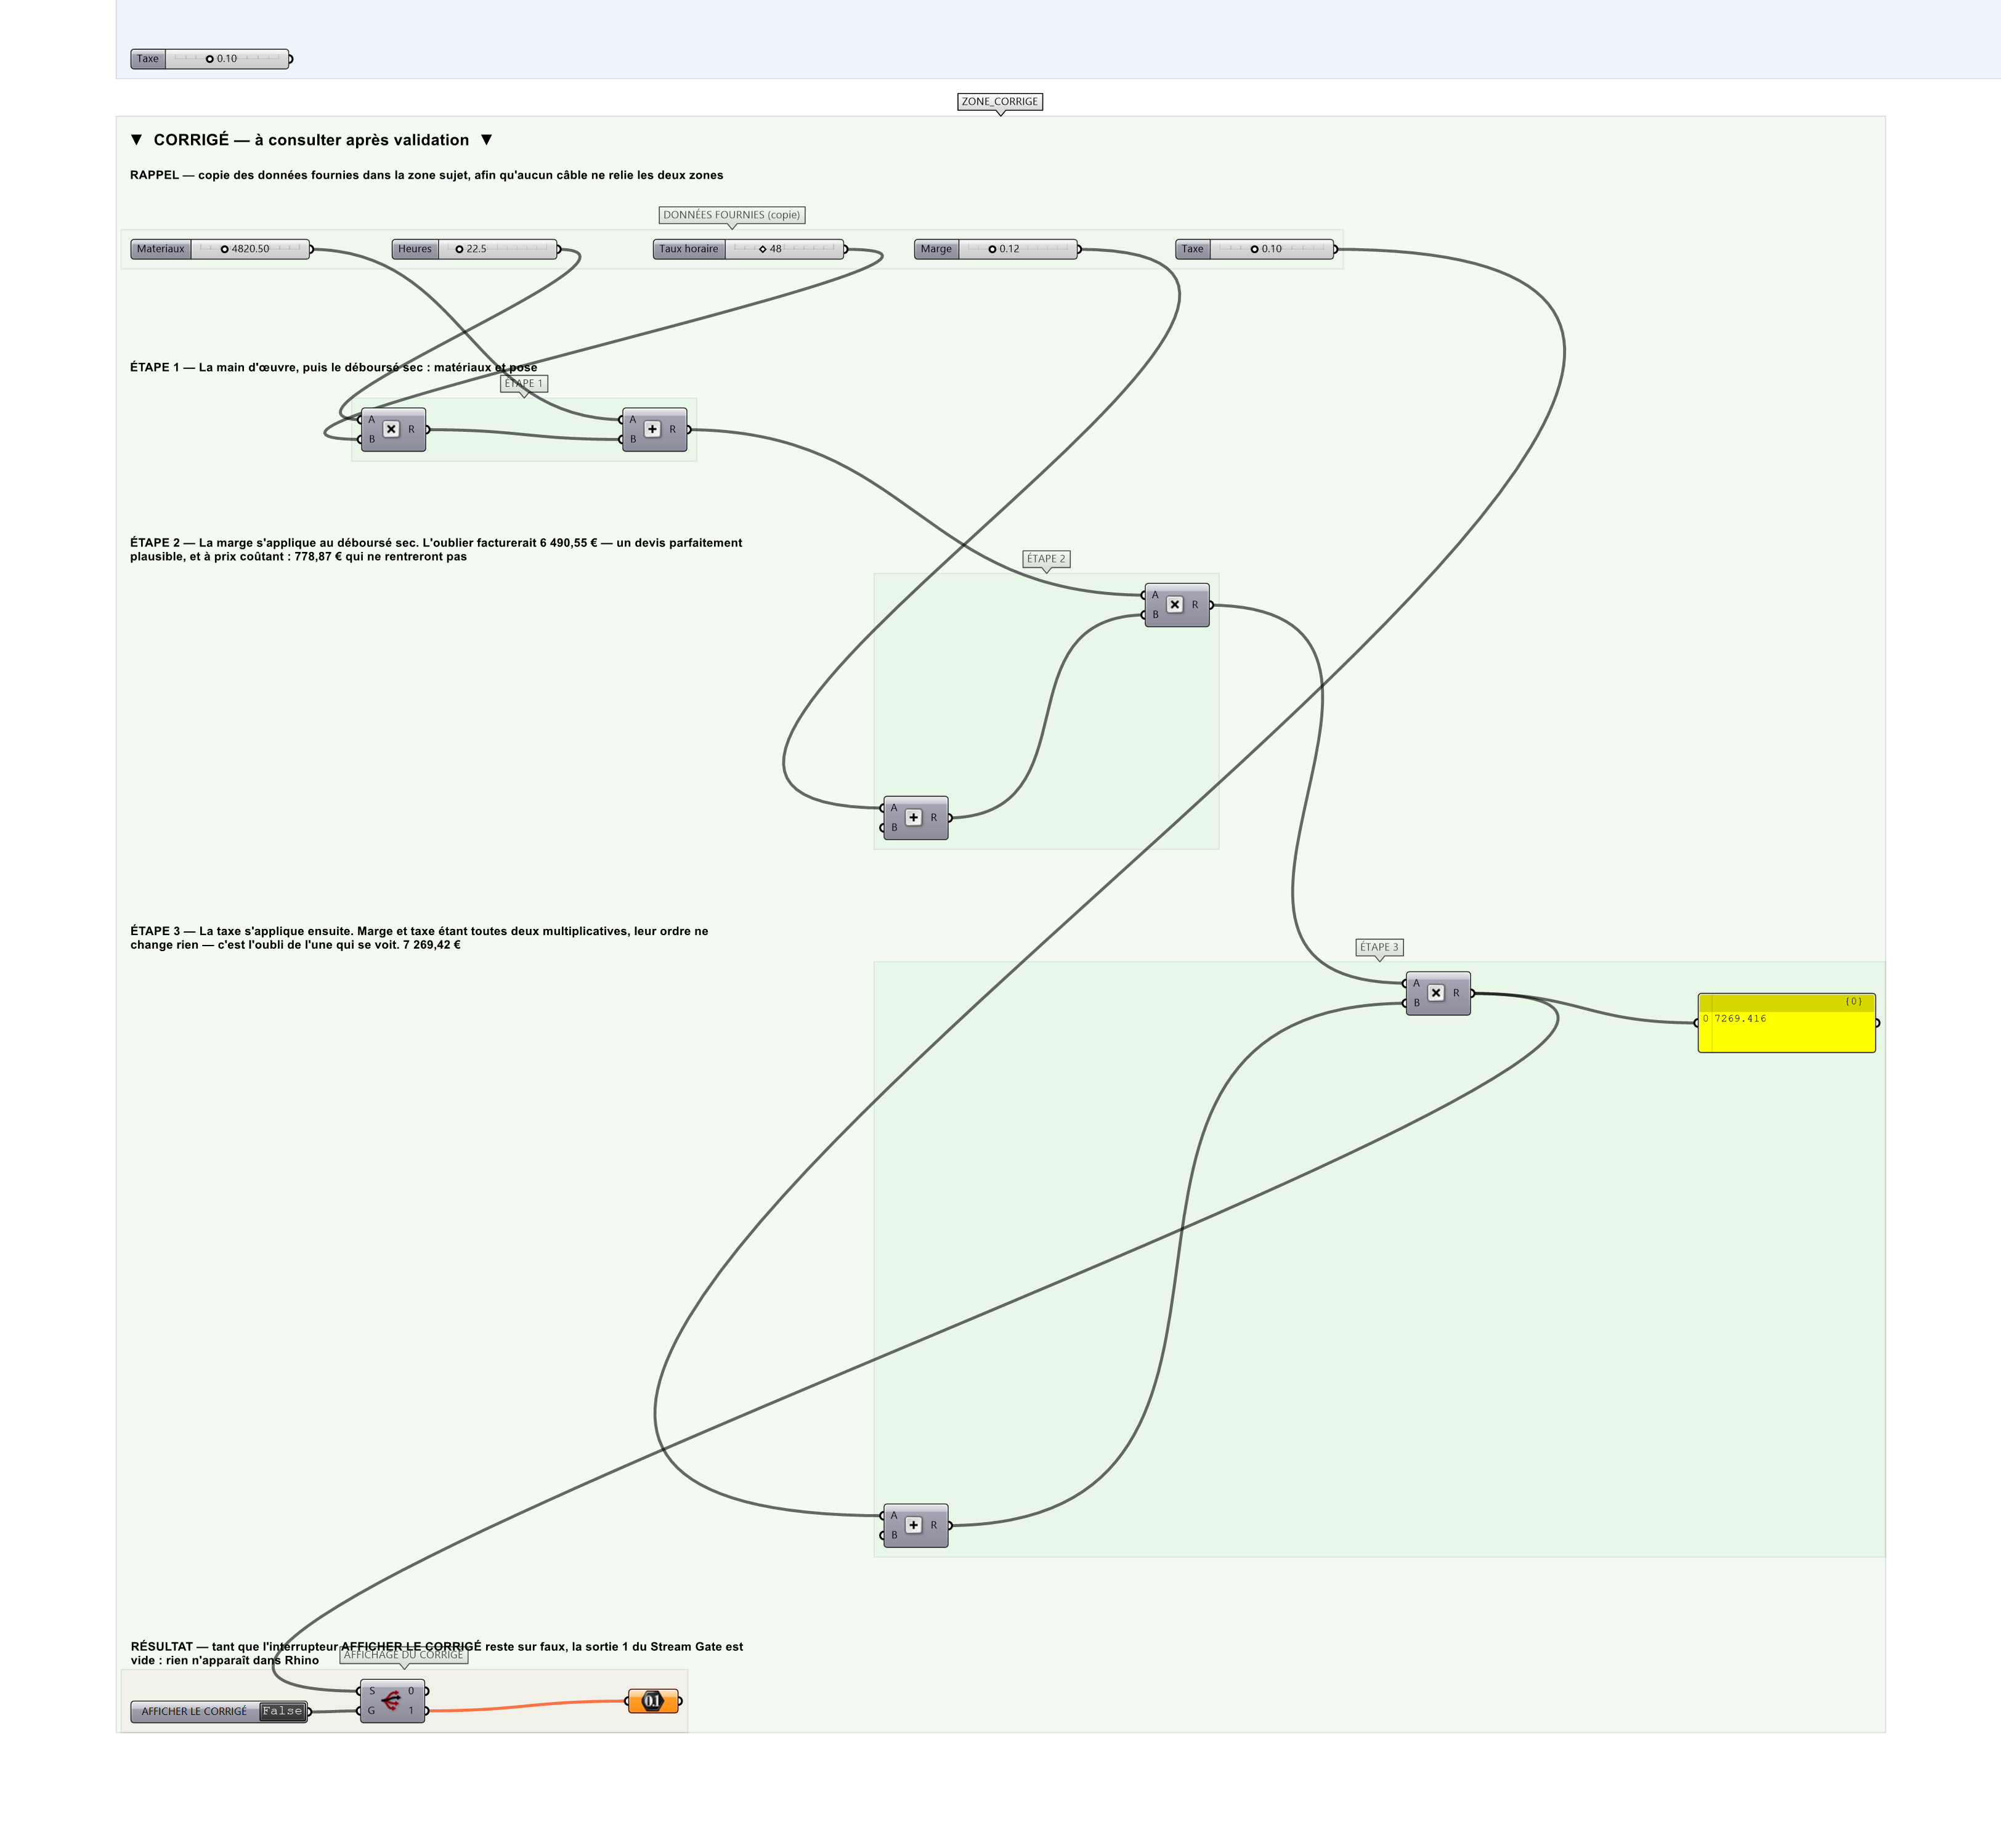 Taxe 0.10
ZONE_CORRIGE
▼ CORRIGÉ — à consulter après validation ▼
RAPPEL — copie des données fournies dans la zone sujet, afin qu'aucun câble ne relie les deux zones
DONNÉES FOURNIES (copie)
Materiaux 4820.50
Heures 22.5
Taux horaire 48
Marge 0.12
Taxe 0.10
ÉTAPE 1 — La main d'œuvre, puis le déboursé sec : matériaux et pose
ÉTAPE 1
A
B
R
A
B
R
ÉTAPE 2 — La marge s'applique au déboursé sec. L'oublier facturerait 6 490,55 € — un devis parfaitement
plausible, et à prix coûtant : 778,87 € qui ne rentreront pas
ÉTAPE 2
A
B
R
A
B
R
ÉTAPE 3 — La taxe s'applique ensuite. Marge et taxe étant toutes deux multiplicatives, leur ordre ne
change rien — c'est l'oubli de l'une qui se voit. 7 269,42 €
ÉTAPE 3
A
B
R
{0}
0 7269.416
A
B
R
RÉSULTAT — tant que l'interrupteur AFFICHER LE CORRIGÉ reste sur faux, la sortie 1 du Stream Gate est
vide : rien n'apparaît dans Rhino
AFFICHAGE DU CORRIGÉ
AFFICHER LE CORRIGÉ False
S 0
G 1
0.1